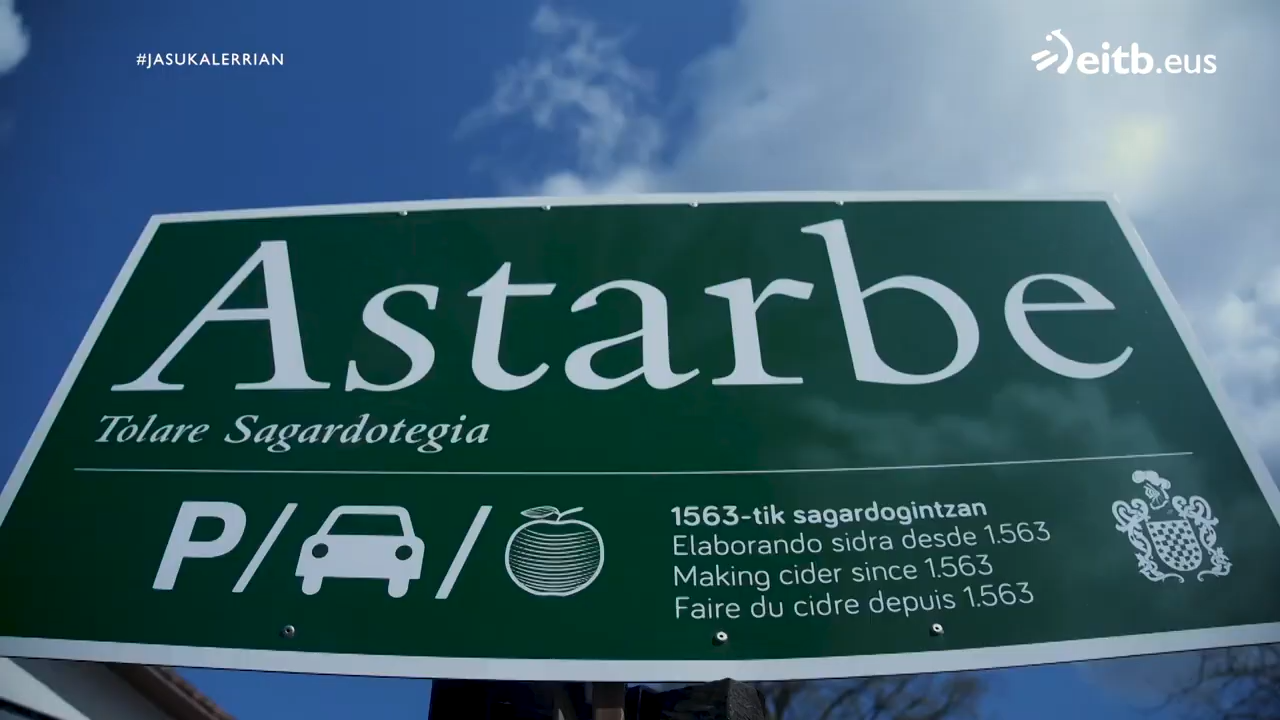 #JASUKALERRIAN
eitb.eus
Astarbe
Tolare Sagardotegia
P/ /
1563-tik sagardogintzan
Elaborando sidra desde 1.563
Making cider since 1.563
Faire du cidre depuis 1.563